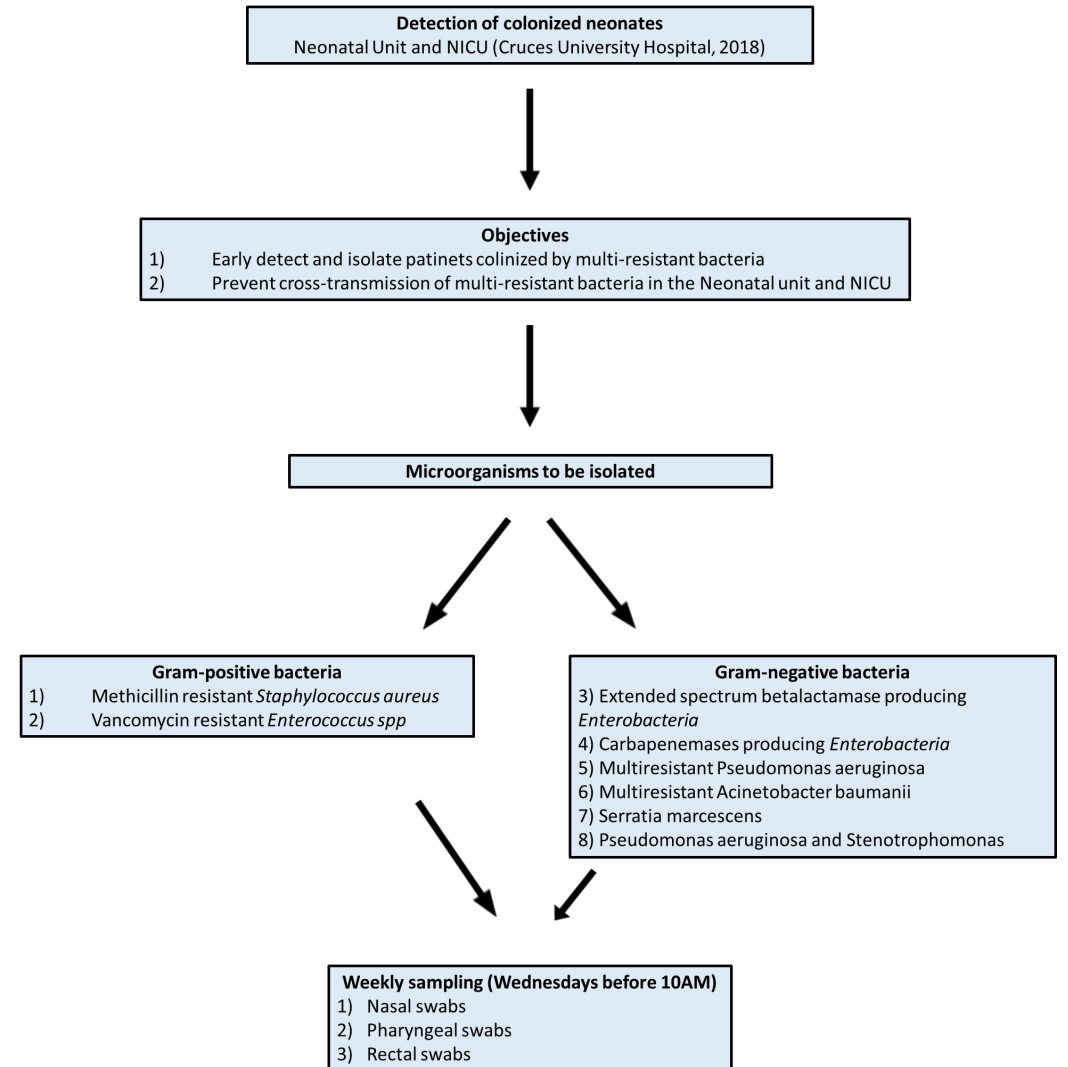 Detection of colonized neonates
Neonatal Unit and NICU (Cruces University Hospital, 2018)
Objectives
1) Early detect and isolate patinets colinized by multi-resistant bacteria
2) Prevent cross-transmission of multi-resistant bacteria in the Neonatal unit and NICU
Microorganisms to be isolated
Gram-positive bacteria
1) Methicillin resistant Staphylococcus aureus
2) Vancomycin resistant Enterococcus spp
Gram-negative bacteria
3) Extended spectrum betalactamase producing
Enterobacteria
4) Carbapenemases producing Enterobacteria
5) Multiresistant Pseudomonas aeruginosa
6) Multiresistant Acinetobacter baumanii
7) Serratia marcescens
8) Pseudomonas aeruginosa and Stenotrophomonas
Weekly sampling (Wednesdays before 10AM)
1) Nasal swabs
2) Pharyngeal swabs
3) Rectal swabs